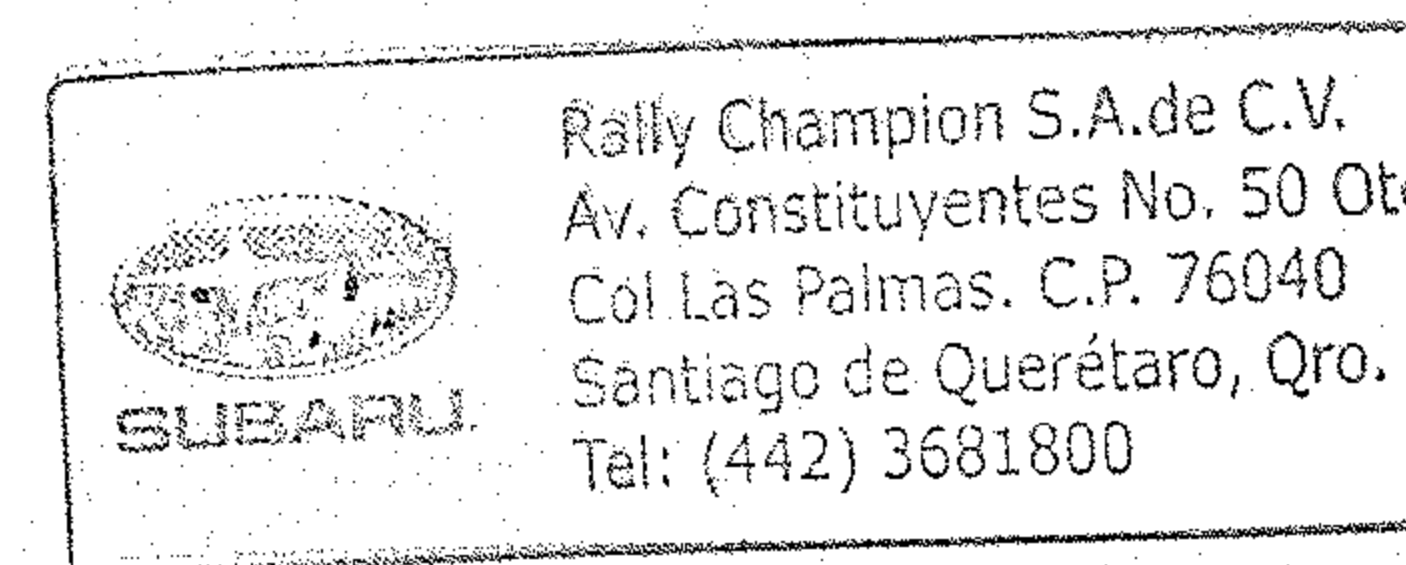 Rally Champion S.A.de C.V.
Av. Constituyentes No. 50
Col.Las Palmas. C.P. 76040
Santiago de Querétaro, Qro.
Tel: (442) 3681800
SUBARU